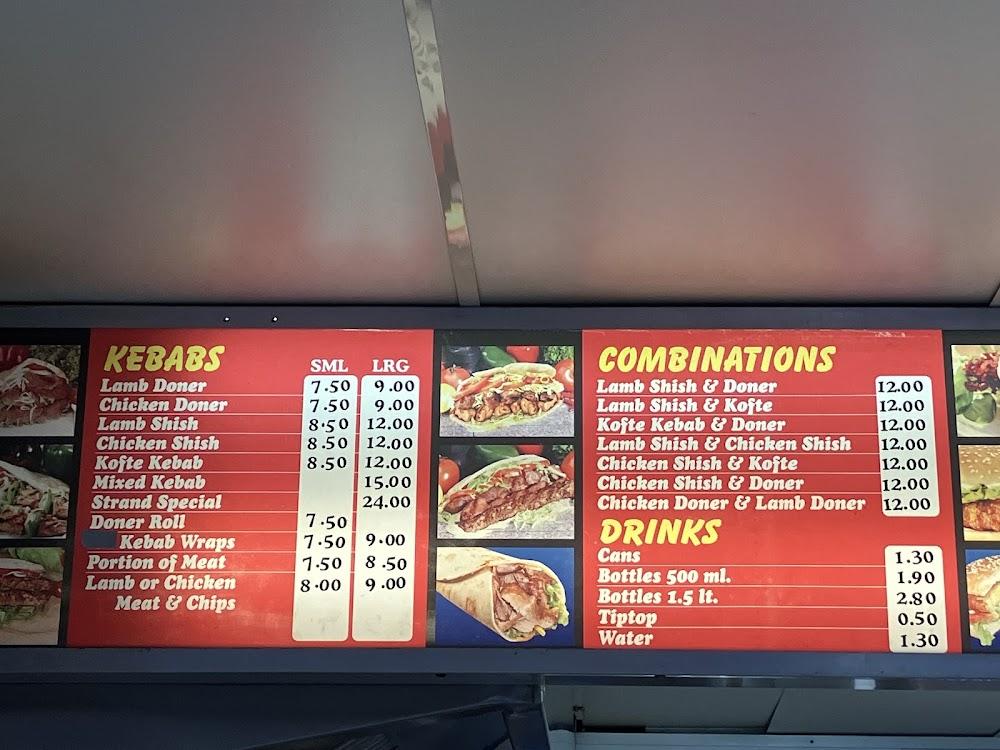 KEBABS SML LRG
Lamb Doner 7.50 9.00
Chicken Doner 7.50 9.00
Lamb Shish 8.50 12.00
Chicken Shish 8.50 12.00
Kofte Kebab 8.50 12.00
Mixed Kebab 15.00
Strand Special 24.00
Doner Roll 7.50
Kebab Wraps 7.50 9.00
Portion of Meat 7.50 8.50
Lamb or Chicken 8.00 9.00
Meat & Chips
COMBINATIONS
Lamb Shish & Doner 12.00
Lamb Shish & Kofte 12.00
Kofte Kebab & Doner 12.00
Lamb Shish & Chicken Shish 12.00
Chicken Shish & Kofte 12.00
Chicken Shish & Doner 12.00
Chicken Doner & Lamb Doner 12.00
DRINKS
Cans 1.30
Bottles 500 ml. 1.90
Bottles 1.5 lt. 2.80
Tiptop 0.50
Water 1.30